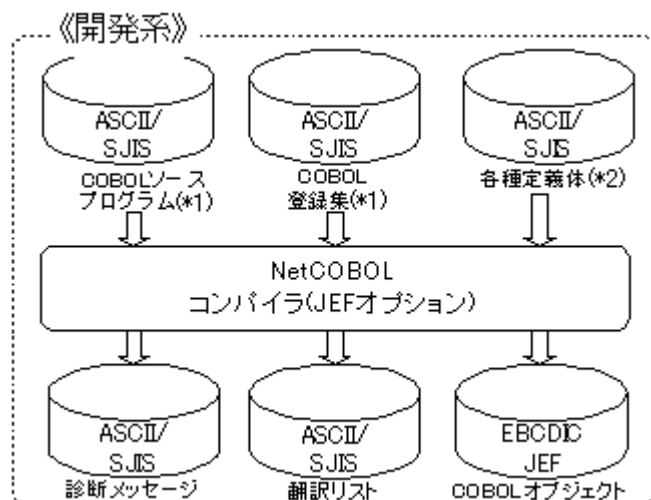 《開発系》
ASCII/
SJIS
COBOLソース
プログラム(*1)
ASCII/
SJIS
COBOL
登録集(*1)
ASCII/
SJIS
各種定義体(*2)
NetCOBOL
コンパイラ(JEFオプション)
ASCII/
SJIS
診断メッセージ
ASCII/
SJIS
翻訳リスト
EBCDIC
JEF
COBOLオブジェクト